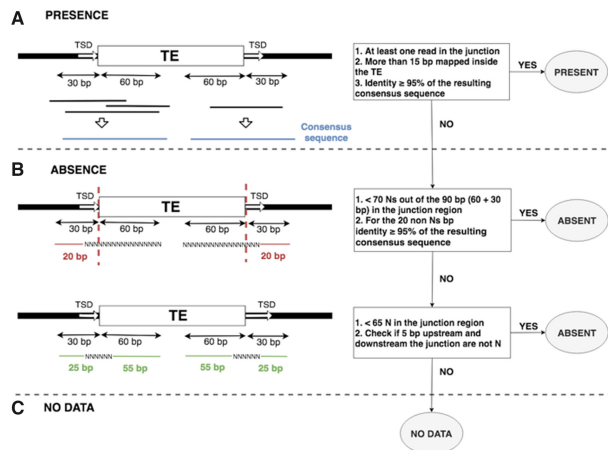 A PRESENCE
TSD TSD
TE
30 bp 60 bp 60 bp 30 bp
Consensus
sequence
1. At least one read in the junction
2. More than 15 bp mapped inside
the TE
3. Identity ≥ 95% of the resulting
consensus sequence
YES
PRESENT
NO
B ABSENCE
TSD TSD
TE
30 bp 60 bp 60 bp 30 bp
20 bp 20 bp
1. < 70 Ns out of the 90 bp (60 + 30
bp) in the junction region
2. For the 20 non Ns bp
identity ≥ 95% of the resulting
consensus sequence
YES
ABSENT
NO
TSD TSD
TE
30 bp 60 bp 60 bp 30 bp
NNNNNN NNNNNN
25 bp 55 bp 55 bp 25 bp
1. < 65 N in the junction region
2. Check if 5 bp upstream and
downstream the junction are not N
YES
ABSENT
NO
C NO DATA
NO DATA